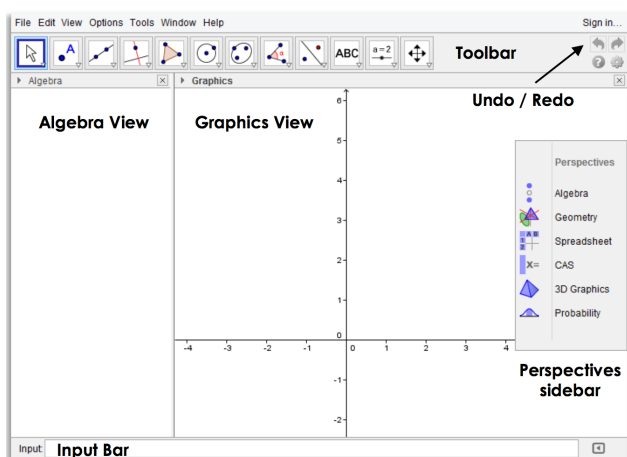 File Edit View Options Tools Window Help Sign in...
A α ABC a=2 Toolbar
Algebra Graphics
Undo / Redo
Algebra View Graphics View
Perspectives
Algebra
Geometry
A B
1
2
Spreadsheet
X= CAS
3D Graphics
Probability
6
5
4
3
2
1
0
-4 -3 -2 -1 0 1 2 3 4
-1
-2
Perspectives
sidebar
Input: Input Bar